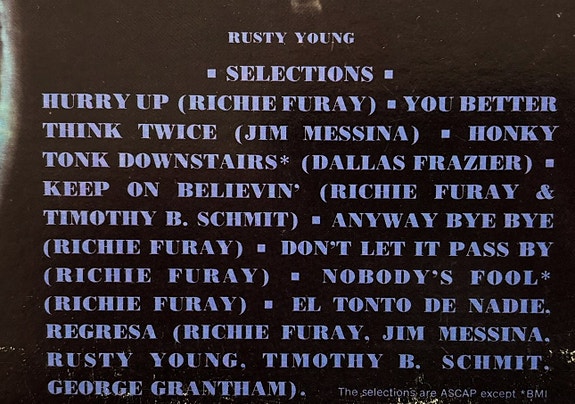 RUSTY YOUNG
▪ SELECTIONS ▪
HURRY UP (RICHIE FURAY) ▪ YOU BETTER
THINK TWICE (JIM MESSINA) ▪ HONKY
TONK DOWNSTAIRS* (DALLAS FRAZIER) ▪
KEEP ON BELIEVIN' (RICHIE FURAY &
TIMOTHY B. SCHMIT) ▪ ANYWAY BYE BYE
(RICHIE FURAY) ▪ DON'T LET IT PASS BY
(RICHIE FURAY) ▪ NOBODY'S FOOL*
(RICHIE FURAY) ▪ EL TONTO DE NADIE,
REGRESA (RICHIE FURAY, JIM MESSINA,
RUSTY YOUNG, TIMOTHY B. SCHMIT,
GEORGE GRANTHAM). The selections are ASCAP except *BMI